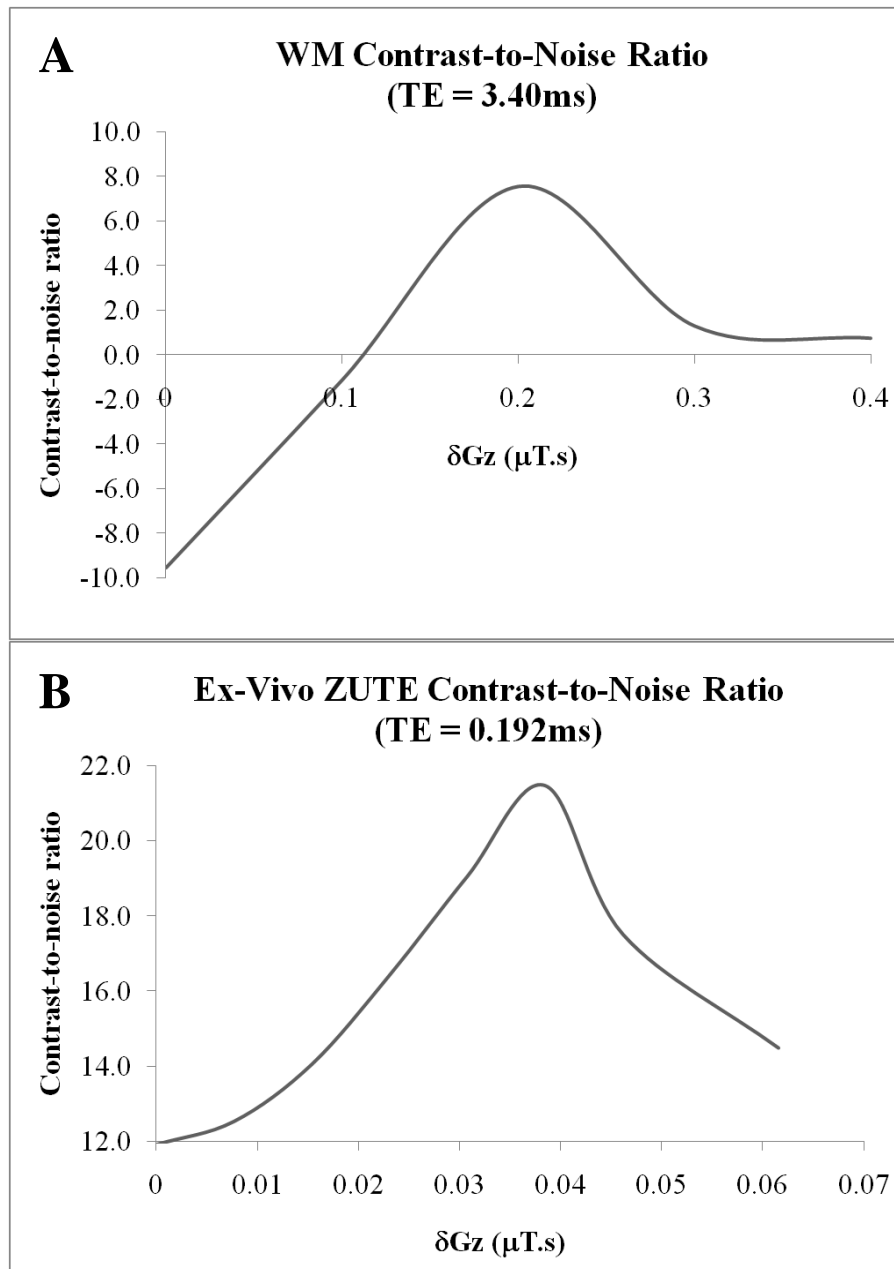 A
WM Contrast-to-Noise Ratio
(TE = 3.40ms)
Contrast-to-noise ratio
10.0
8.0
6.0
4.0
2.0
0.0
-2.0
-4.0
-6.0
-8.0
-10.0
0 0.1 0.2 0.3 0.4
δGz (μT.s)
B
Ex-Vivo ZUTE Contrast-to-Noise Ratio
(TE = 0.192ms)
Contrast-to-noise ratio
22.0
20.0
18.0
16.0
14.0
12.0
0 0.01 0.02 0.03 0.04 0.05 0.06 0.07
δGz (μT.s)